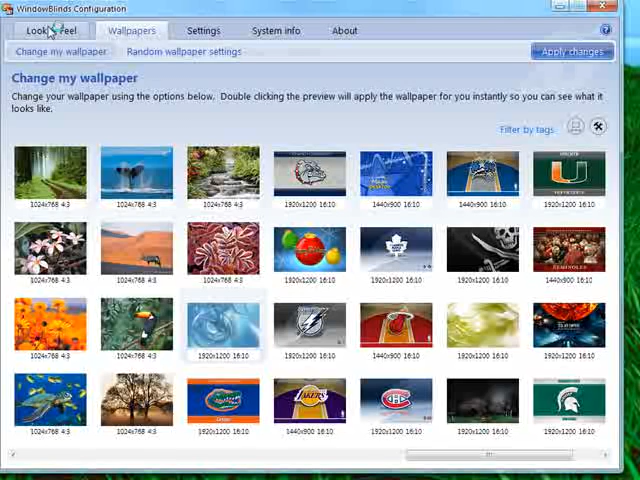 WindowBlinds Configuration
Look Feel Wallpapers Settings System info About
Change my wallpaper Random wallpaper settings Apply changes
Change my wallpaper
Change your wallpaper using the options below. Double clicking the preview will apply the wallpaper for you instantly so you can see what it
looks like.
Filter by tags
1024x768 4:3 1024x768 4:3 1024x768 4:3 1920x1200 16:10 1440x900 16:10 1440x900 16:10 1920x1200 16:10
1024x768 4:3 1024x768 4:3 1024x768 4:3 1920x1200 16:10 1920x1200 16:10 1920x1200 16:10 1440x900 16:10
1024x768 4:3 1024x768 4:3 1920x1200 16:10 1920x1200 16:10 1440x900 16:10 1920x1200 16:10 1920x1200 16:10
LAKERS
1024x768 4:3 1024x768 4:3 1920x1200 16:10 1440x900 16:10 1920x1200 16:10 1920x1200 16:10 1920x1200 16:10